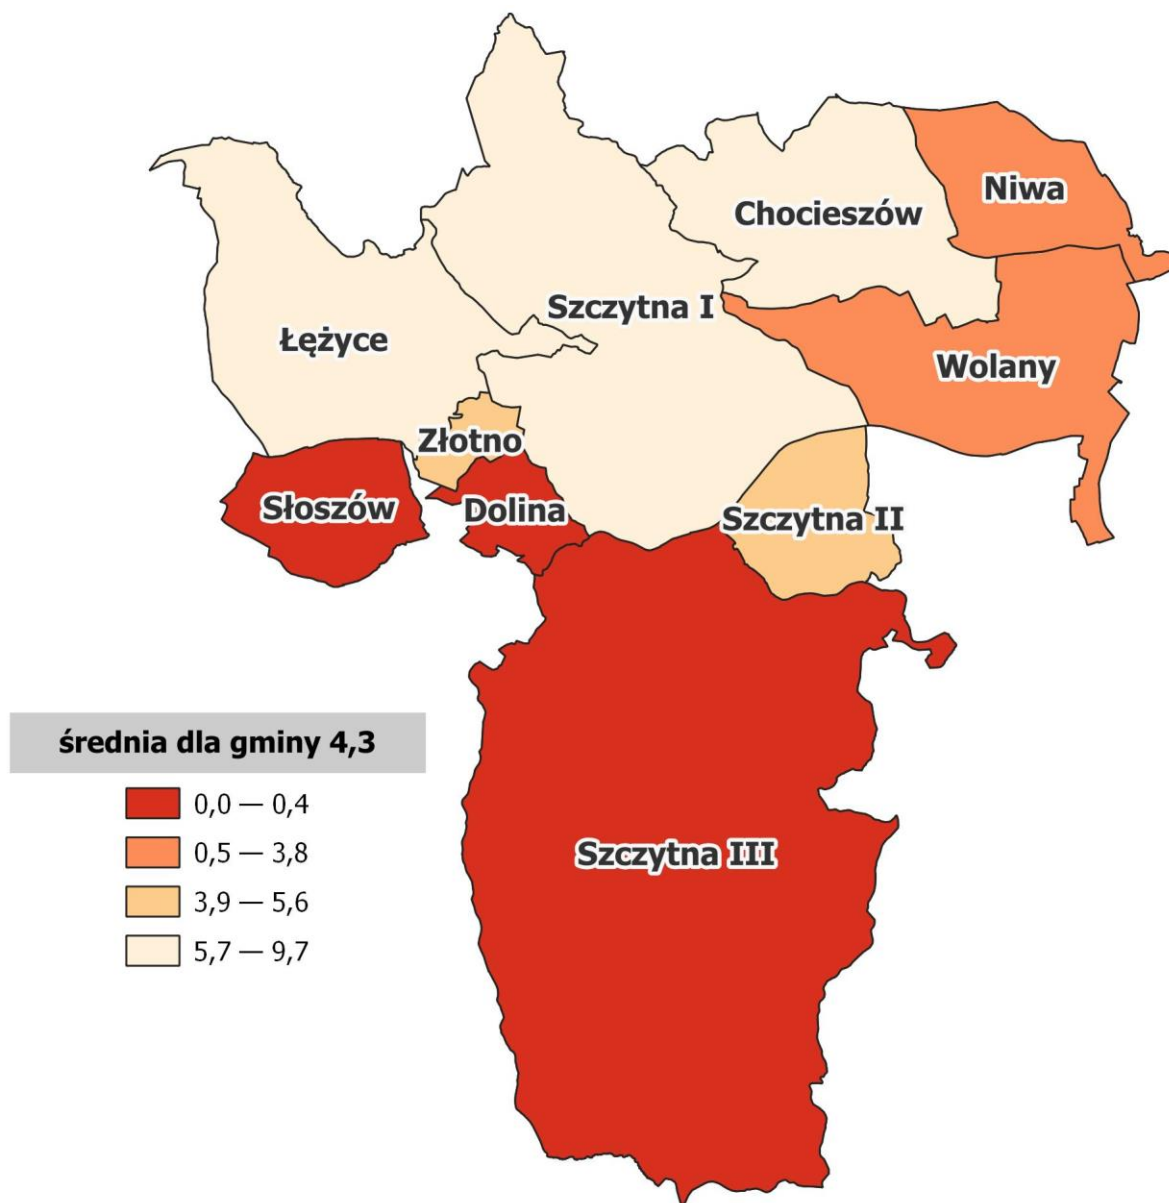 Niwa
Chocieszów
Szczytna I
Łężyce
Wolany
Złotno
Słoszów
Dolina
Szczytna II
średnia dla gminy 4,3
0,0 — 0,4
0,5 — 3,8
3,9 — 5,6
5,7 — 9,7
Szczytna III